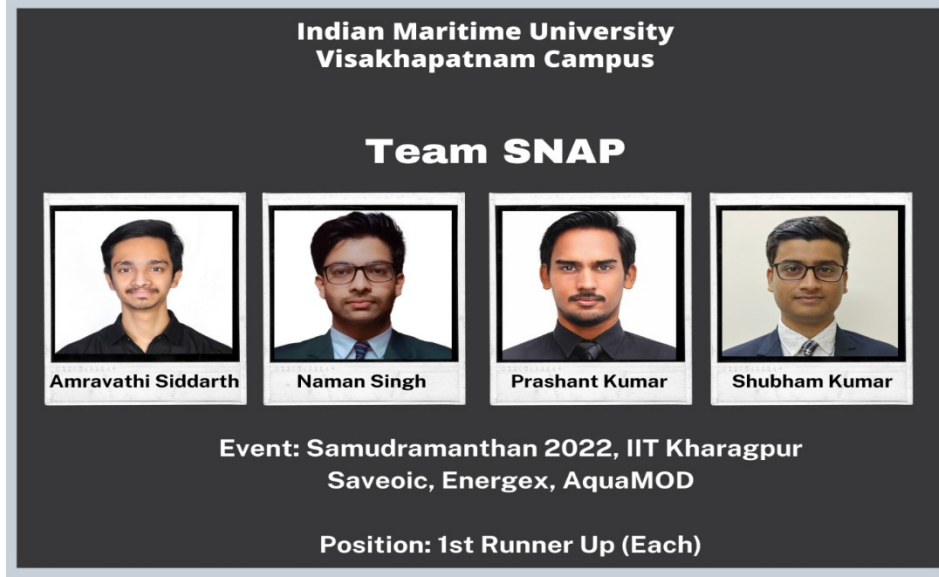 Indian Maritime University
Visakhapatnam Campus
Team SNAP
Amravathi Siddarth
Naman Singh
Prashant Kumar
Shubham Kumar
Event: Samudramanthan 2022, IIT Kharagpur
Saveoic, Energex, AquaMOD
Position: 1st Runner Up (Each)